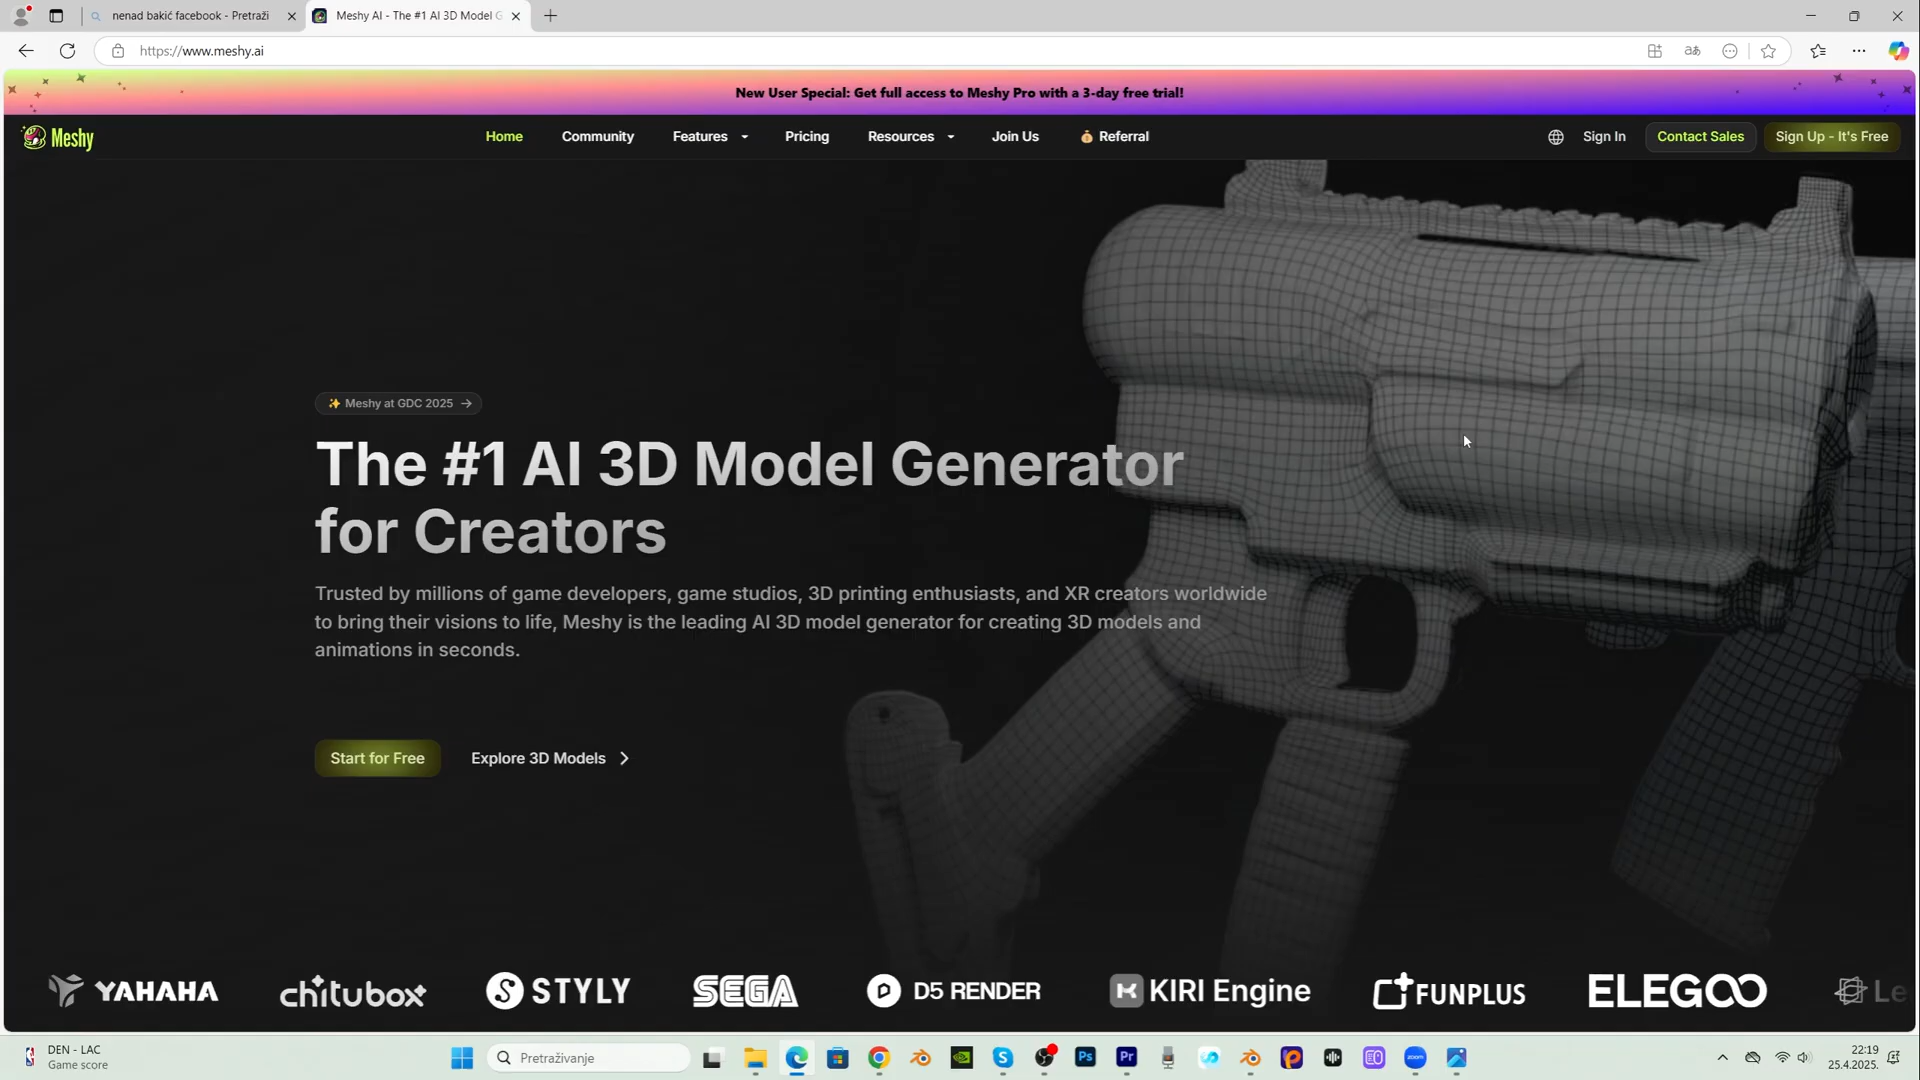 nenad bakić facebook - Pretraži
Meshy AI - The #1 AI 3D Model G
https://www.meshy.ai
New User Special: Get full access to Meshy Pro with a 3-day free trial!
Meshy
Home
Community
Features
Pricing
Resources
Join Us
Referral
Sign In
Contact Sales
Sign Up - It's Free
Meshy at GDC 2025 →
The #1 AI 3D Model Generator
for Creators
Trusted by millions of game developers, game studios, 3D printing enthusiasts, and XR creators worldwide
to bring their visions to life, Meshy is the leading AI 3D model generator for creating 3D models and
animations in seconds.
Start for Free
Explore 3D Models
YAHAHA
chitubox
STYLY
SEGA
D5 RENDER
KIRI Engine
FUNPLUS
ELEGOO
Le
DEN - LAC
Game score
Pretraživanje
Ps
Pr
zoom
22:19
25.4.2025.